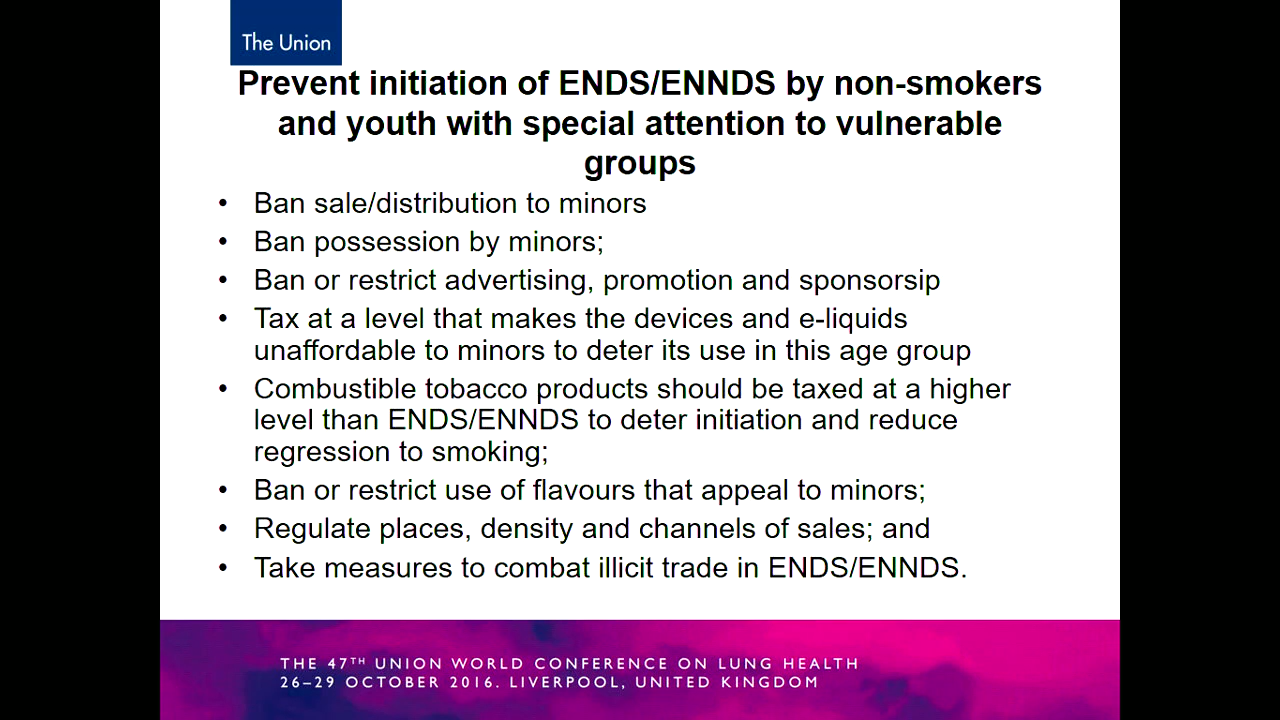 The Union
Prevent initiation of ENDS/ENNDS by non-smokers
and youth with special attention to vulnerable
groups
• Ban sale/distribution to minors
• Ban possession by minors;
• Ban or restrict advertising, promotion and sponsorsip
• Tax at a level that makes the devices and e-liquids
unaffordable to minors to deter its use in this age group
• Combustible tobacco products should be taxed at a higher
level than ENDS/ENNDS to deter initiation and reduce
regression to smoking;
• Ban or restrict use of flavours that appeal to minors;
• Regulate places, density and channels of sales; and
• Take measures to combat illicit trade in ENDS/ENNDS.
THE 47TH UNION WORLD CONFERENCE ON LUNG HEALTH
26–29 OCTOBER 2016. LIVERPOOL, UNITED KINGDOM